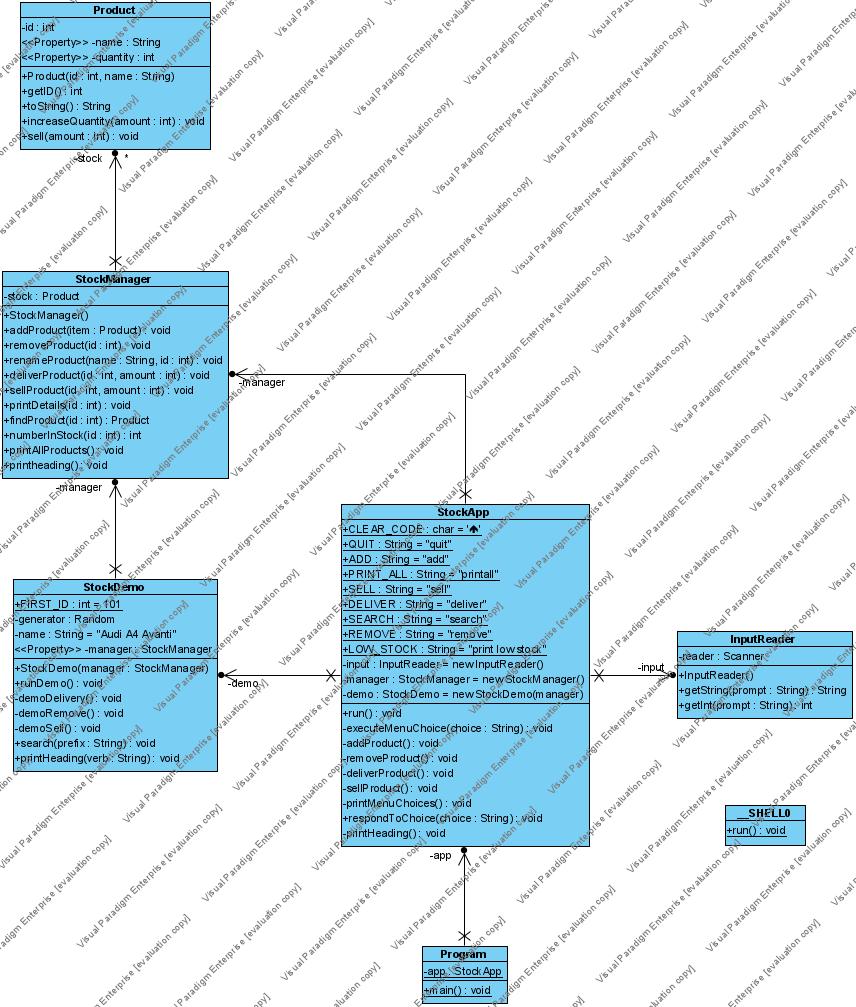 Product
-id : int
<<Property>> -name : String
<<Property>> -quantity : int
+Product(id : int, name : String)
+getID() : int
+toString() : String
+increaseQuantity(amount : int) : void
+sell(amount : int) : void
-stock
*
StockManager
-stock : Product
+StockManager()
+addProduct(item : Product) : void
+removeProduct(id : int) : void
+renameProduct(name : String, id : int) : void
+deliverProduct(id : int, amount : int) : void
+sellProduct(id : int, amount : int) : void
+printDetails(id : int) : void
+findProduct(id : int) : Product
+numberInStock(id : int) : int
+printAllProducts() : void
+printheading() : void
-manager
-manager
StockDemo
+FIRST_ID : int = 101
-generator : Random
-name : String = "Audi A4 Avanti"
<<Property>> -manager : StockManager
+StockDemo(manager : StockManager)
+runDemo() : void
-demoDelivery() : void
-demoRemove() : void
-demoSell() : void
+search(prefix : String) : void
+printHeading(verb : String) : void
-demo
StockApp
+CLEAR_CODE : char = '
+QUIT : String = "quit"
+ADD : String = "add"
+PRINT_ALL : String = "printall"
+SELL : String = "sell"
+DELIVER : String = "deliver"
+SEARCH : String = "search"
+REMOVE : String = "remove"
+LOW_STOCK : String = "print low stock"
-input : InputReader = new InputReader()
-manager : StockManager = new StockManager()
-demo : StockDemo = new StockDemo(manager)
+run() : void
-executeMenuChoice(choice : String) : void
-addProduct() : void
-removeProduct() : void
-deliverProduct() : void
-sellProduct() : void
-printMenuChoices() : void
+respondToChoice(choice : String) : void
-printHeading() : void
-input
InputReader
-reader : Scanner
+InputReader()
+getString(prompt : String) : String
+getInt(prompt : String) : int
__SHELL0
+run() : void
-app
Program
-app : StockApp
+main() : void
Visual Paradigm Enterprise [evaluation copy]